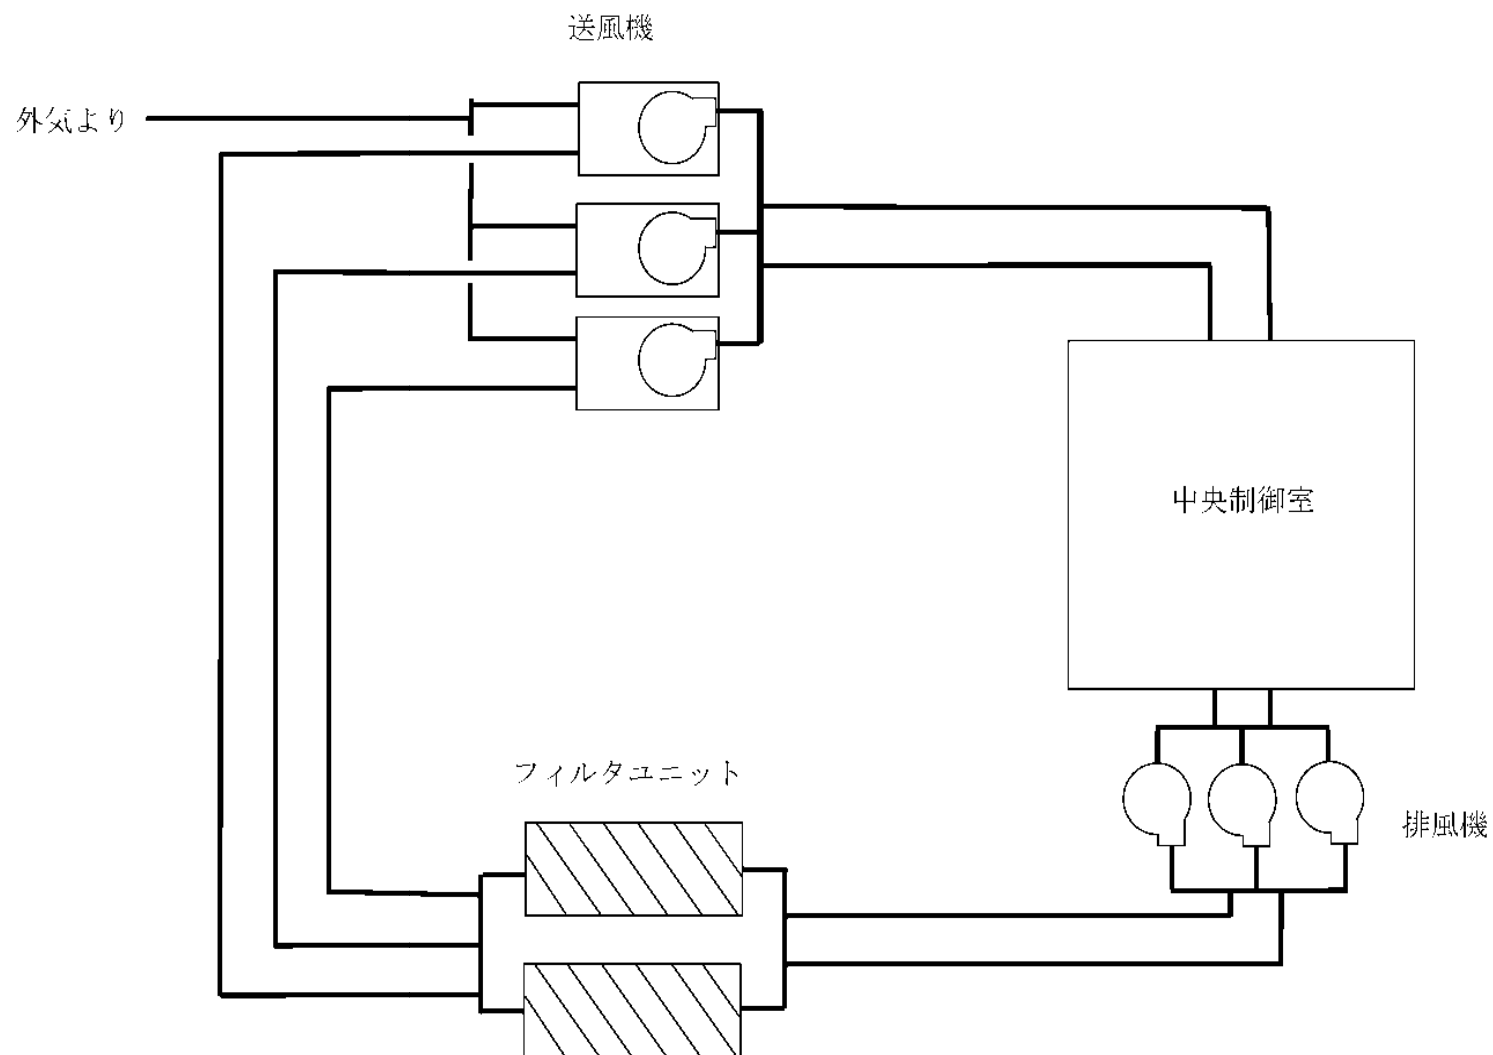 送風機
外気より
中央制御室
フィルタユニット
排風機